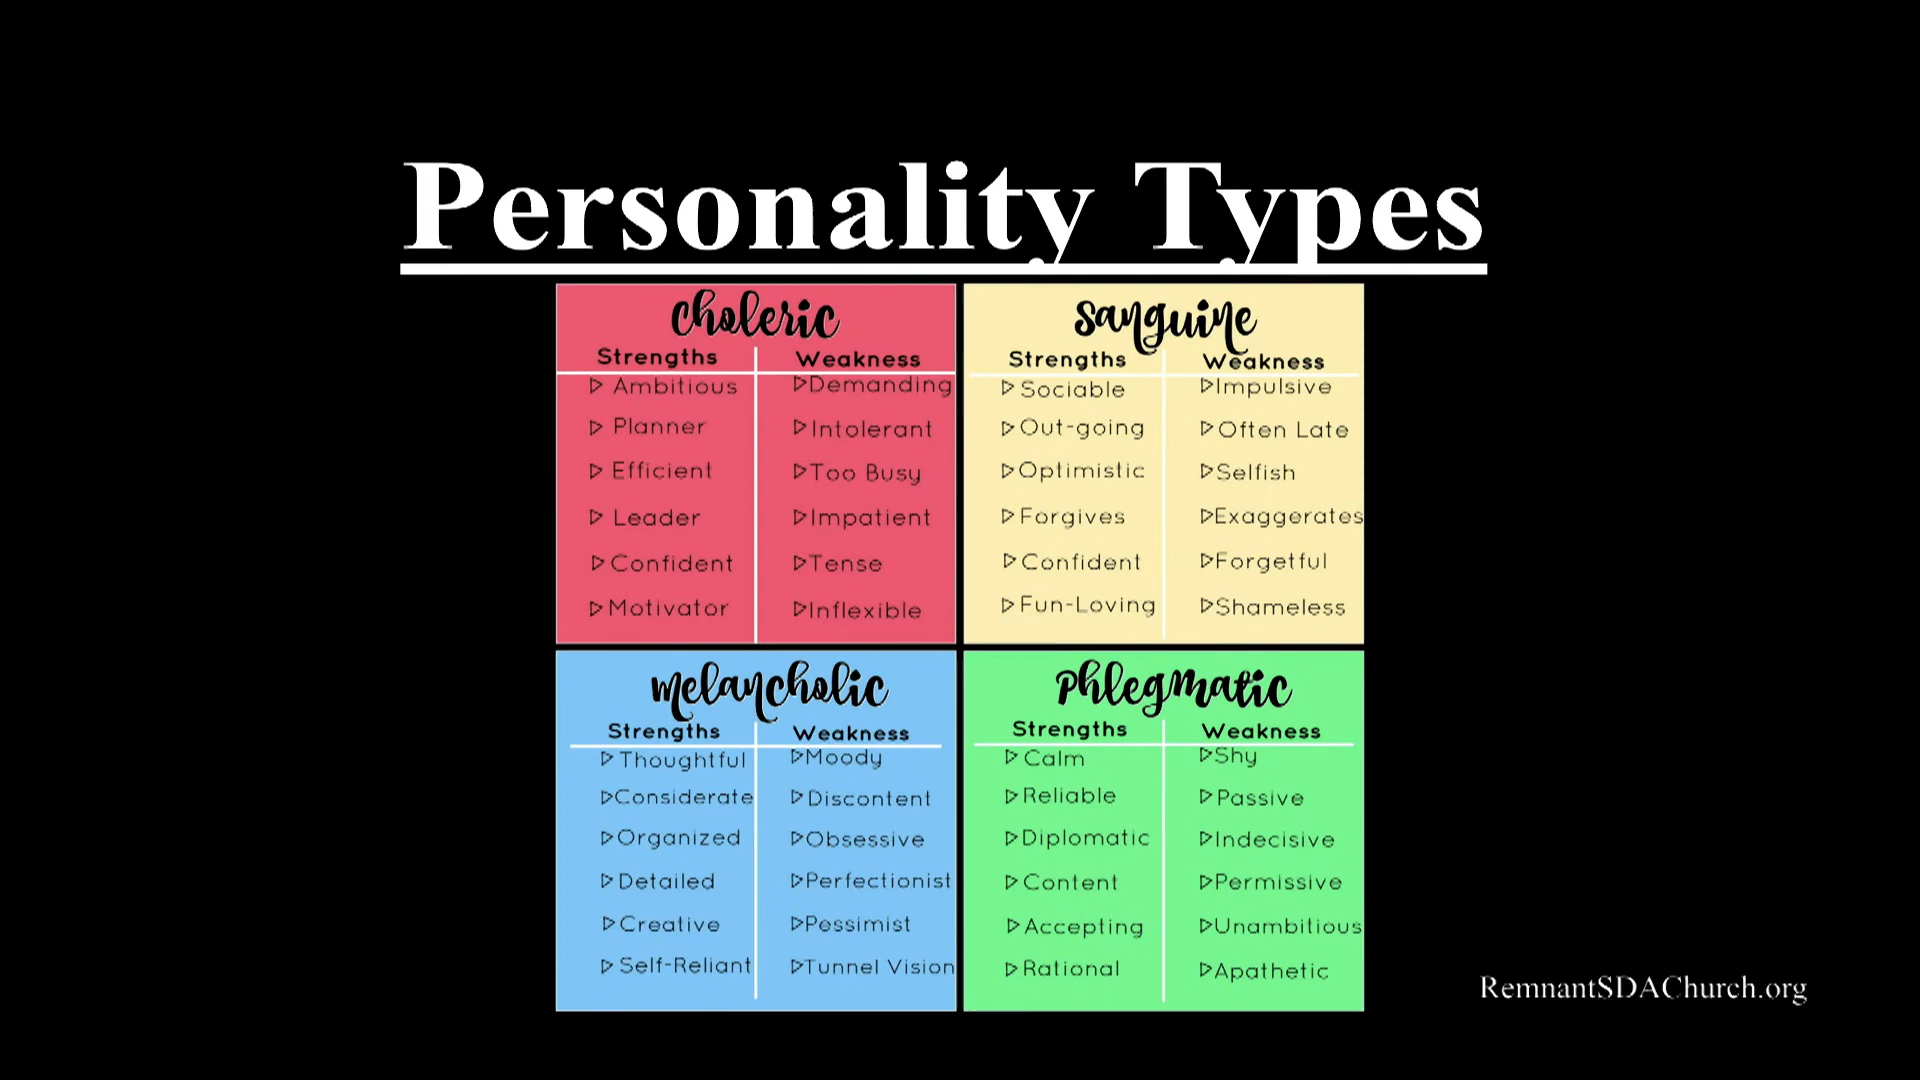 Personality Types
choleric
Strengths Weakness
Ambitious Demanding
Planner Intolerant
Efficient Too Busy
Leader Impatient
Confident Tense
Motivator Inflexible
sanguine
Strengths Weakness
Sociable Impulsive
Out-going Often Late
Optimistic Selfish
Forgives Exaggerates
Confident Forgetful
Fun-Loving Shameless
melancholic
Strengths Weakness
Thoughtful Moody
Considerate Discontent
Organized Obsessive
Detailed Perfectionist
Creative Pessimist
Self-Reliant Tunnel Vision
phlegmatic
Strengths Weakness
Calm Shy
Reliable Passive
Diplomatic Indecisive
Content Permissive
Accepting Unambitious
Rational Apathetic
RemnantSDAChurch.org